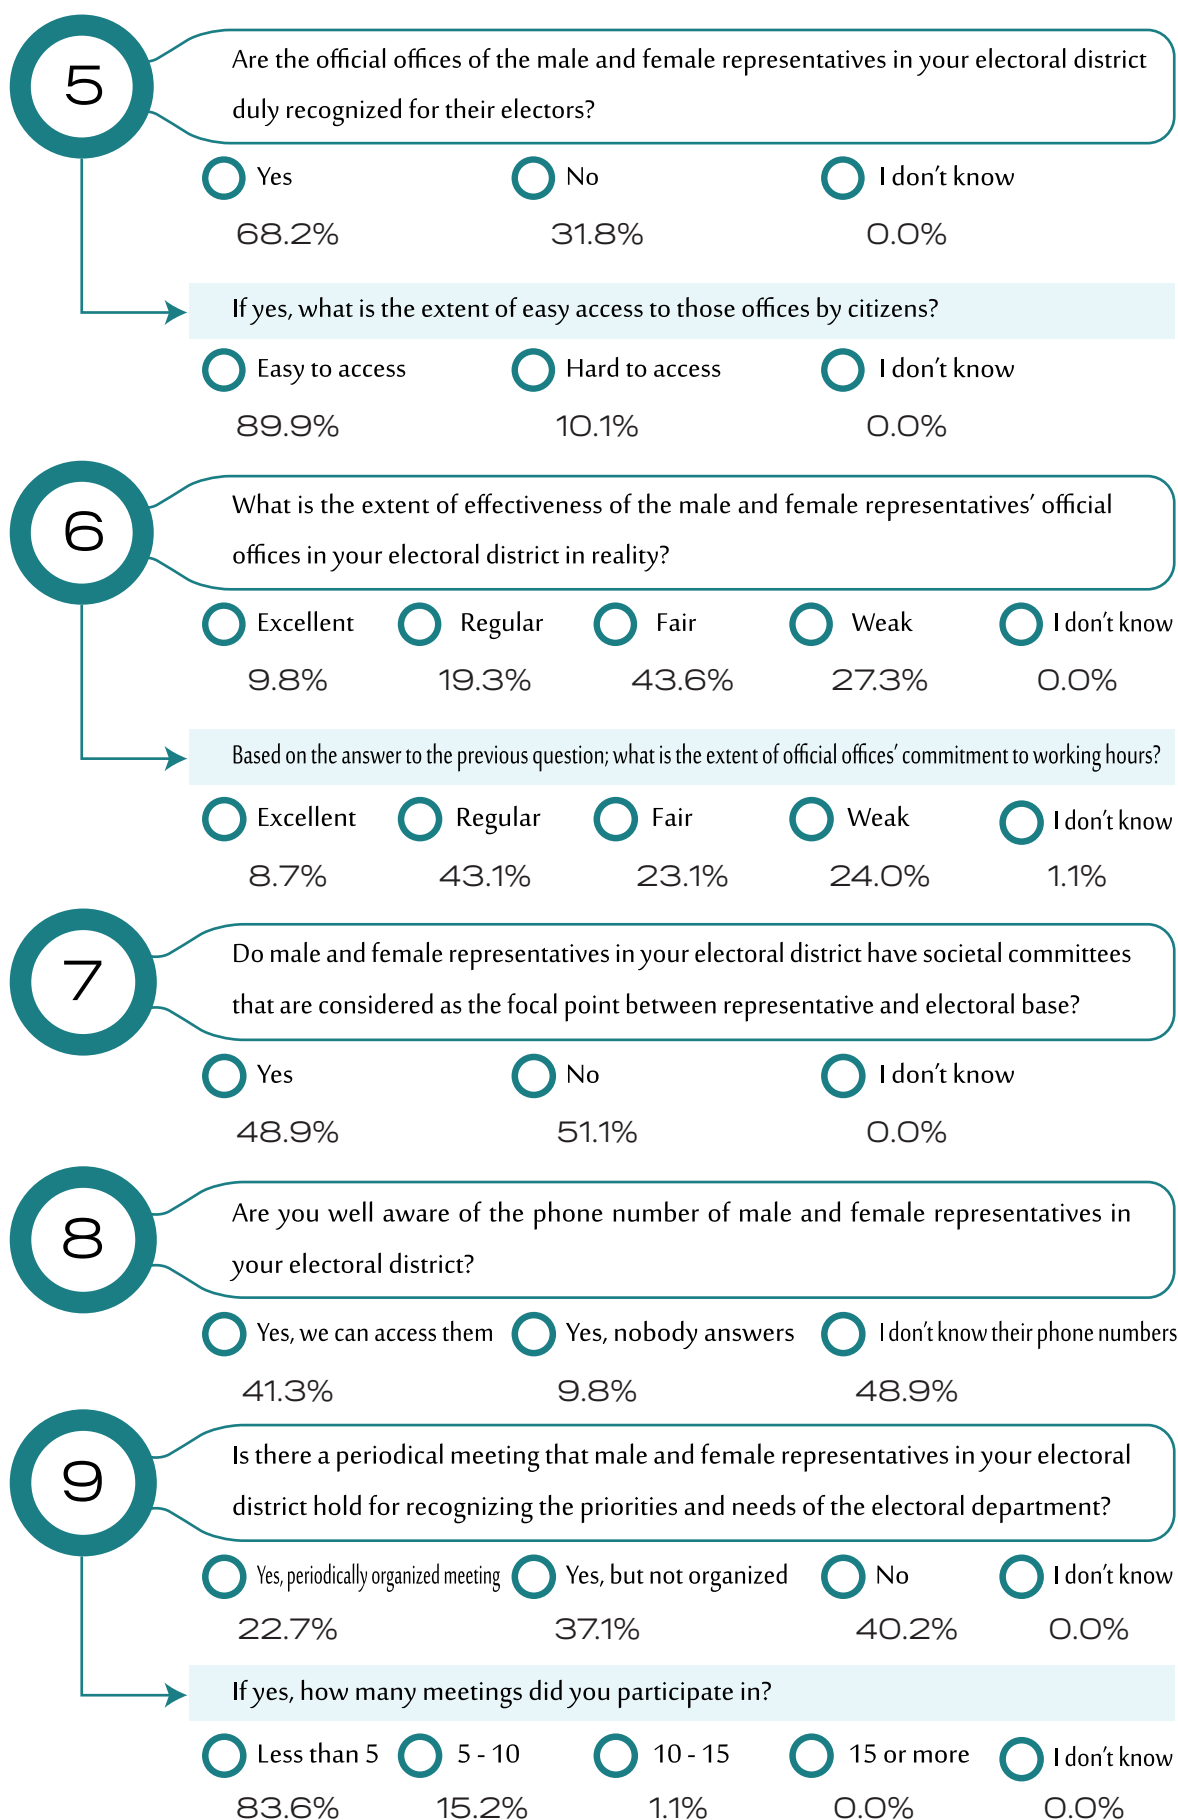 5
Are the official offices of the male and female representatives in your electoral district
duly recognized for their electors?
Yes No I don't know
68.2% 31.8% 0.0%
If yes, what is the extent of easy access to those offices by citizens?
Easy to access Hard to access I don't know
89.9% 10.1% 0.0%
6
What is the extent of effectiveness of the male and female representatives' official
offices in your electoral district in reality?
Excellent Regular Fair Weak I don't know
9.8% 19.3% 43.6% 27.3% 0.0%
Based on the answer to the previous question; what is the extent of official offices' commitment to working hours?
Excellent Regular Fair Weak I don't know
8.7% 43.1% 23.1% 24.0% 1.1%
7
Do male and female representatives in your electoral district have societal committees
that are considered as the focal point between representative and electoral base?
Yes No I don't know
48.9% 51.1% 0.0%
8
Are you well aware of the phone number of male and female representatives in
your electoral district?
Yes, we can access them Yes, nobody answers I don't know their phone numbers
41.3% 9.8% 48.9%
9
Is there a periodical meeting that male and female representatives in your electoral
district hold for recognizing the priorities and needs of the electoral department?
Yes, periodically organized meeting Yes, but not organized No I don't know
22.7% 37.1% 40.2% 0.0%
If yes, how many meetings did you participate in?
Less than 5 5 - 10 10 - 15 15 or more I don't know
83.6% 15.2% 1.1% 0.0% 0.0%